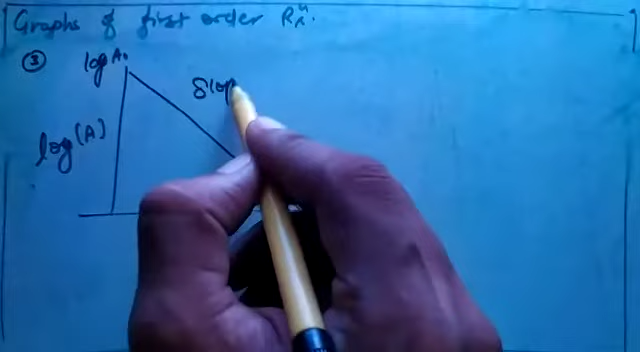 Graphs of first order Rxⁿ.
③
log A₀
Slop
log[A]